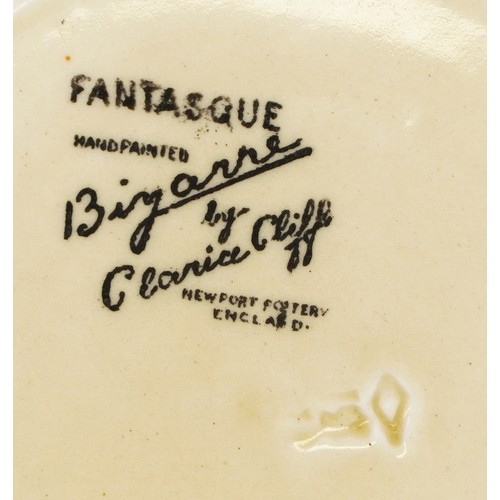 FANTASQUE
HANDPAINTED
Bizarre
by
Clarice Cliff
NEWPORT POTTERY
ENGLAND.